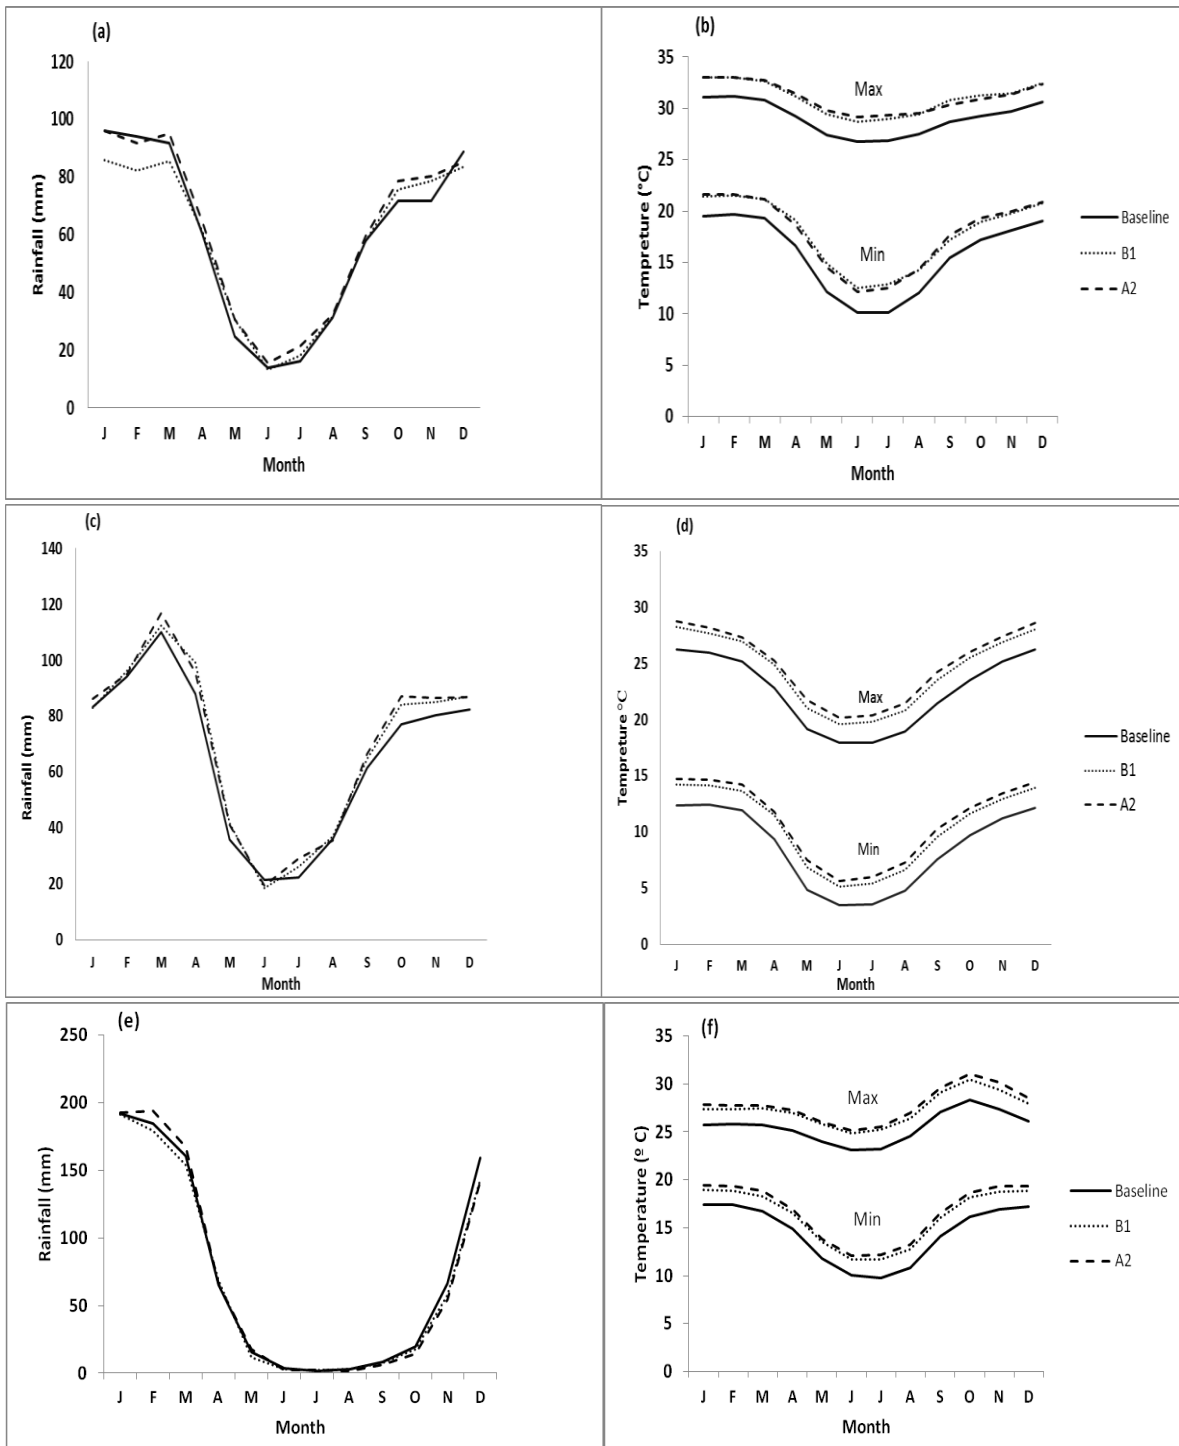 (a)
120
100
80
60
40
20
0
Rainfall (mm)
J F M A M J J A S O N D
Month
(b)
35
30
25
20
15
10
5
0
Tempreture (°C)
Max
Min
J F M A M J J A S O N D
Month
Baseline
B1
A2
(c)
140
120
100
80
60
40
20
0
Rainfall (mm)
J F M A M J J A S O N D
Month
(d)
35
30
25
20
15
10
5
0
Tempreture °C
Max
Min
J F M A M J J A S O N D
Month
Baseline
B1
A2
(e)
250
200
150
100
50
0
Rainfall (mm)
J F M A M J J A S O N D
Month
(f)
35
30
25
20
15
10
5
0
Temperature (º C)
Max
Min
J F M A M J J A S O N D
Month
Baseline
B1
A2